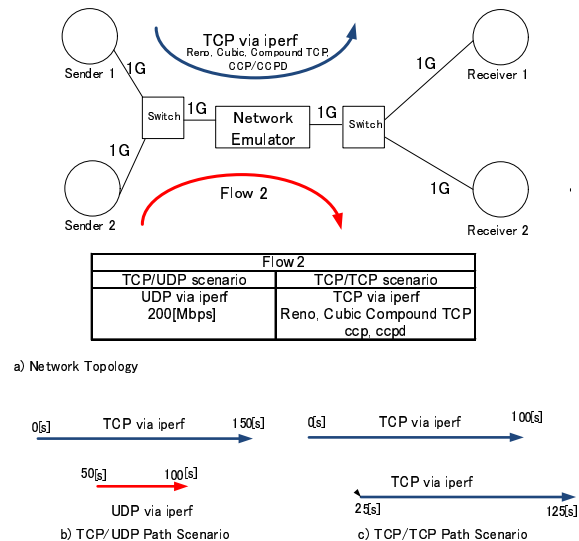 TCP via iperf
Reno, Cubic, Compound TCP,
CCP/CCPD
Sender 1
Receiver 1
1G
1G
1G
1G
Switch
Network
Emulator
Switch
1G
1G
Sender 2
Flow 2
Receiver 2
Flow 2
TCP/UDP scenario
TCP/TCP scenario
UDP via iperf
200[Mbps]
TCP via iperf
Reno, Cubic Compound TCP
ccp, ccpd
a) Network Topology
0[s]
TCP via iperf
150[s]
50[s]
100[s]
UDP via iperf
b) TCP/UDP Path Scenario
0[s]
TCP via iperf
100[s]
TCP via iperf
25[s]
125[s]
c) TCP/TCP Path Scenario